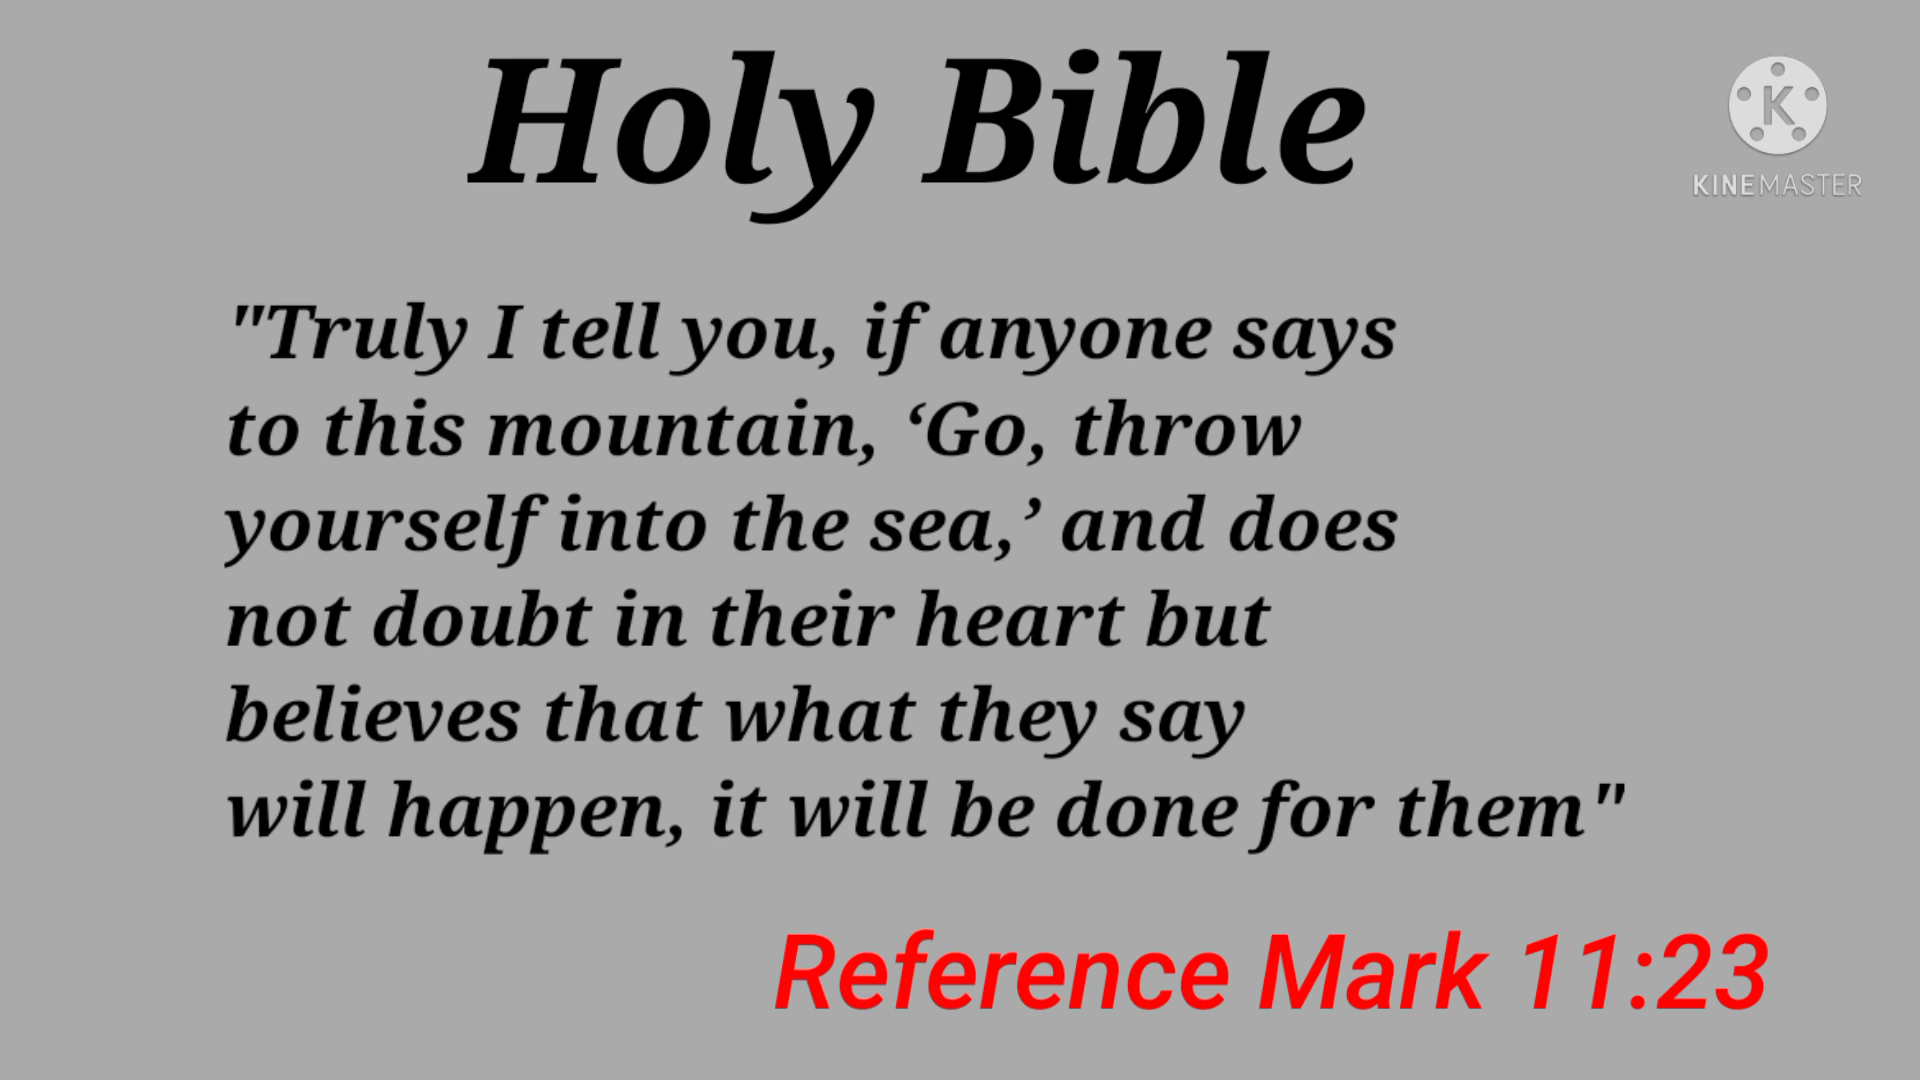 Holy Bible
KINEMASTER
"Truly I tell you, if anyone says
to this mountain, ‘Go, throw
yourself into the sea,’ and does
not doubt in their heart but
believes that what they say
will happen, it will be done for them"
Reference Mark 11:23